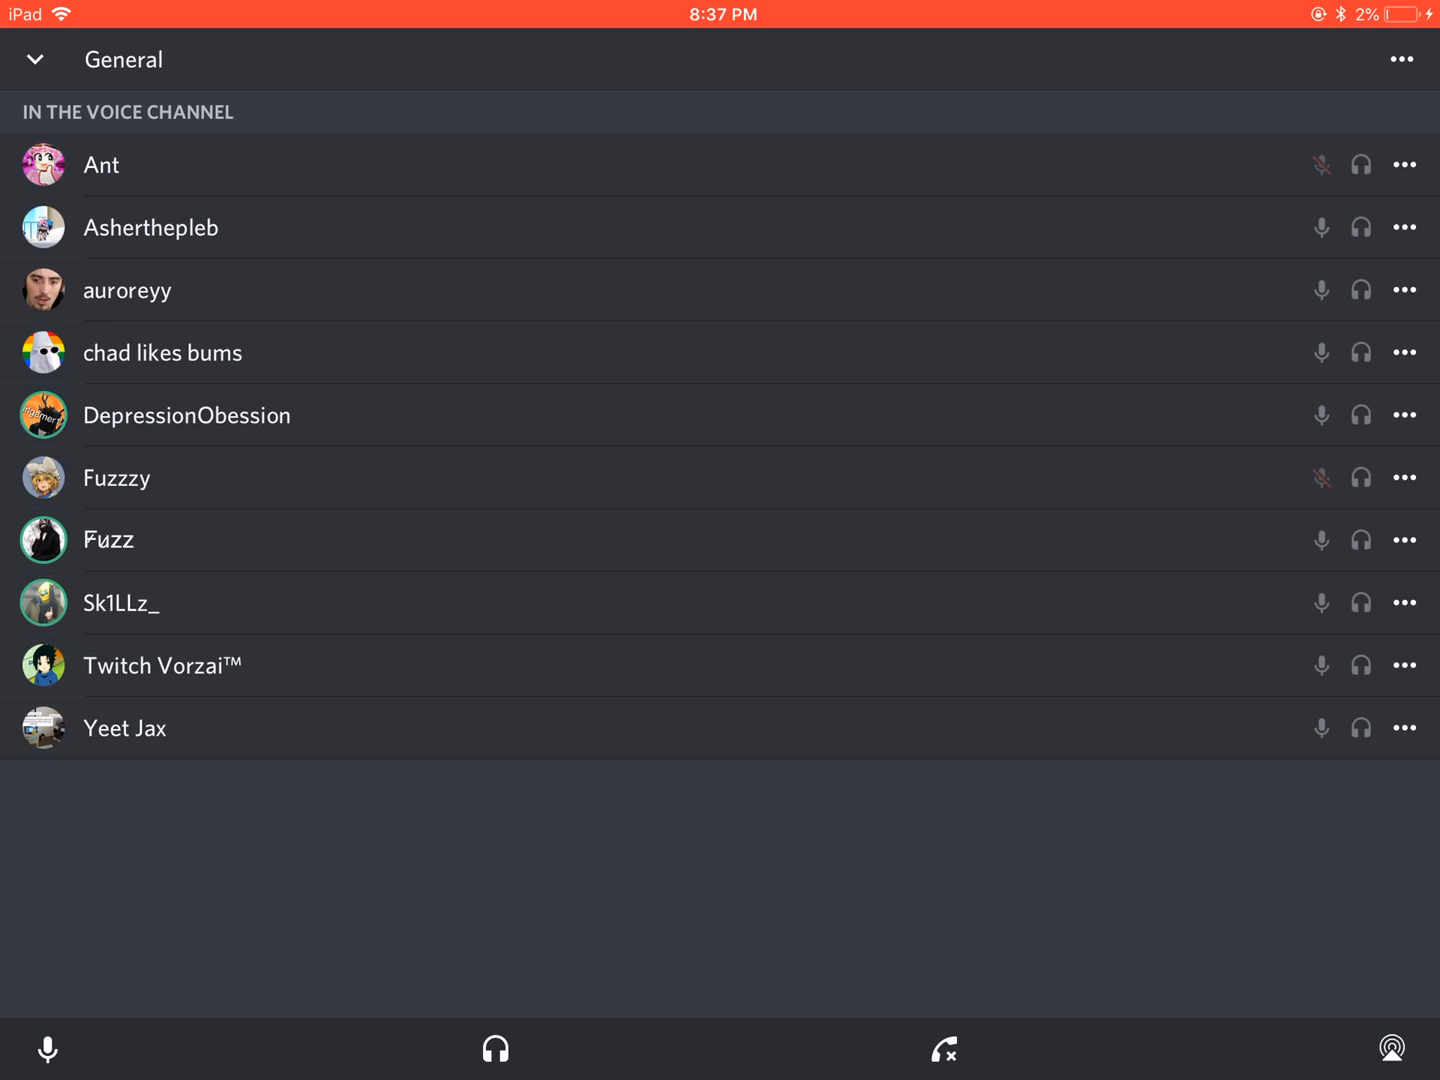 iPad
8:37 PM
2%
General
IN THE VOICE CHANNEL
Ant
Asherthepleb
auroreyy
chad likes bums
DepressionObession
Fuzzzy
Fuzz
Sk1LLz_
Twitch Vorzai™
Yeet Jax